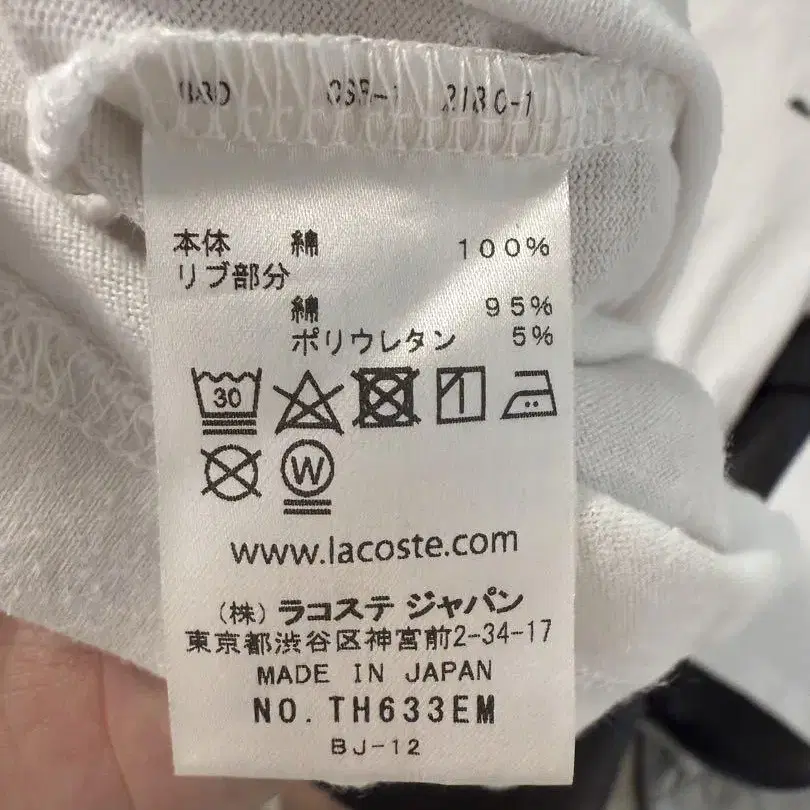 本体 綿 100%
リブ部分
綿 95%
ポリウレタン 5%
30
W
www.lacoste.com
(株) ラコステ ジャパン
東京都渋谷区神宮前2-34-17
MADE IN JAPAN
NO. TH633EM
BJ-12